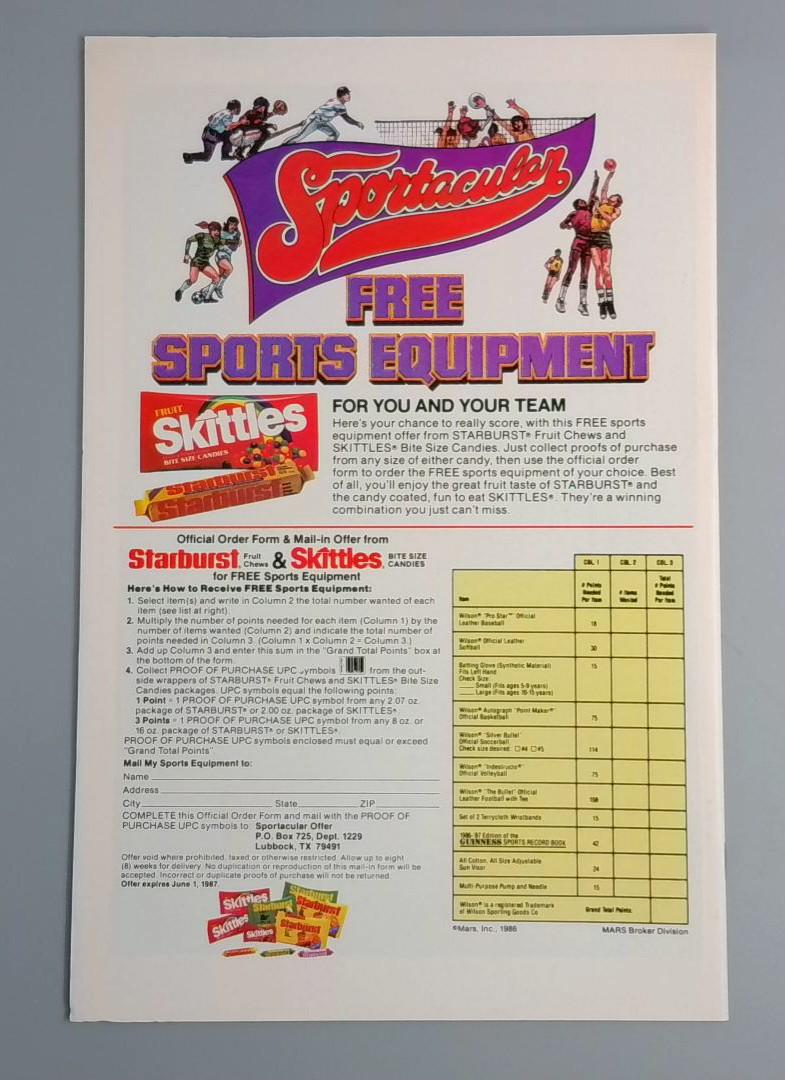 Sportacular
FREE
SPORTS EQUIPMENT
FRUIT
Skittles
BITE SIZE CANDIES
Starburst
Starburst
FOR YOU AND YOUR TEAM
Here's your chance to really score, with this FREE sports
equipment offer from STARBURST® Fruit Chews and
SKITTLES® Bite Size Candies. Just collect proofs of purchase
from any size of either candy, then use the official order
form to order the FREE sports equipment of your choice. Best
of all, you'll enjoy the great fruit taste of STARBURST® and
the candy coated, fun to eat SKITTLES®. They're a winning
combination you just can't miss.
Official Order Form & Mail-in Offer from
Starburst® Fruit Chews & Skittles® BITE SIZE CANDIES
for FREE Sports Equipment
Here's How to Receive FREE Sports Equipment:
1. Select item(s) and write in Column 2 the total number wanted of each
item (see list at right).
2. Multiply the number of points needed for each item (Column 1) by the
number of items wanted (Column 2) and indicate the total number of
points needed in Column 3. (Column 1 x Column 2 = Column 3.)
3. Add up Column 3 and enter this sum in the "Grand Total Points" box at
the bottom of the form.
4. Collect PROOF OF PURCHASE UPC symbols from the out-
side wrappers of STARBURST® Fruit Chews and SKITTLES® Bite Size
Candies packages. UPC symbols equal the following points:
1 Point = 1 PROOF OF PURCHASE UPC symbol from any 2.07 oz.
package of STARBURST® or 2.00 oz. package of SKITTLES®.
3 Points = 1 PROOF OF PURCHASE UPC symbol from any 8 oz. or
16 oz. package of STARBURST® or SKITTLES®.
PROOF OF PURCHASE UPC symbols enclosed must equal or exceed
"Grand Total Points".
Mail My Sports Equipment to:
Name
Address
City State ZIP
COMPLETE this Official Order Form and mail with the PROOF OF
PURCHASE UPC symbols to: Sportacular Offer
P.O. Box 725, Dept. 1229
Lubbock, TX 79491
Offer void where prohibited, taxed or otherwise restricted. Allow up to eight
(8) weeks for delivery. No duplication or reproduction of this mail-in form will be
accepted. Incorrect or duplicate proofs of purchase will not be returned.
Offer expires June 1, 1987.
Skittles
Starburst
Starburst
Starburst
Skittles
Skittles
Starburst
COL. 1 COL. 2 COL. 3
Item # Points Needed Per Item # Items Wanted Total # Points Needed Per Item
Wilson® "Pro Star™" Official
Leather Baseball 18
Wilson® Official Leather
Softball 30
Batting Glove (Synthetic Material) 15
Fits Left Hand
Check Size:
Small (Fits ages 5-9 years)
Large (Fits ages 10-15 years)
Wilson® Autograph "Point Maker®"
Official Basketball 75
Wilson® "Silver Bullet"
Official Soccerball
Check size desired: #4 #5 114
Wilson® "Indestructo®"
Official Volleyball 75
Wilson® "The Bullet" Official
Leather Football with Tee
Set of 2 Terrycloth Wristbands 15
1986-'87 Edition of the
GUINNESS SPORTS RECORD BOOK 42
All Cotton, All Size Adjustable
Sun Visor 24
Multi-Purpose Pump and Needle 15
Wilson® is a registered Trademark
of Wilson Sporting Goods Co Grand Total Points
©Mars, Inc., 1986 MARS Broker Division